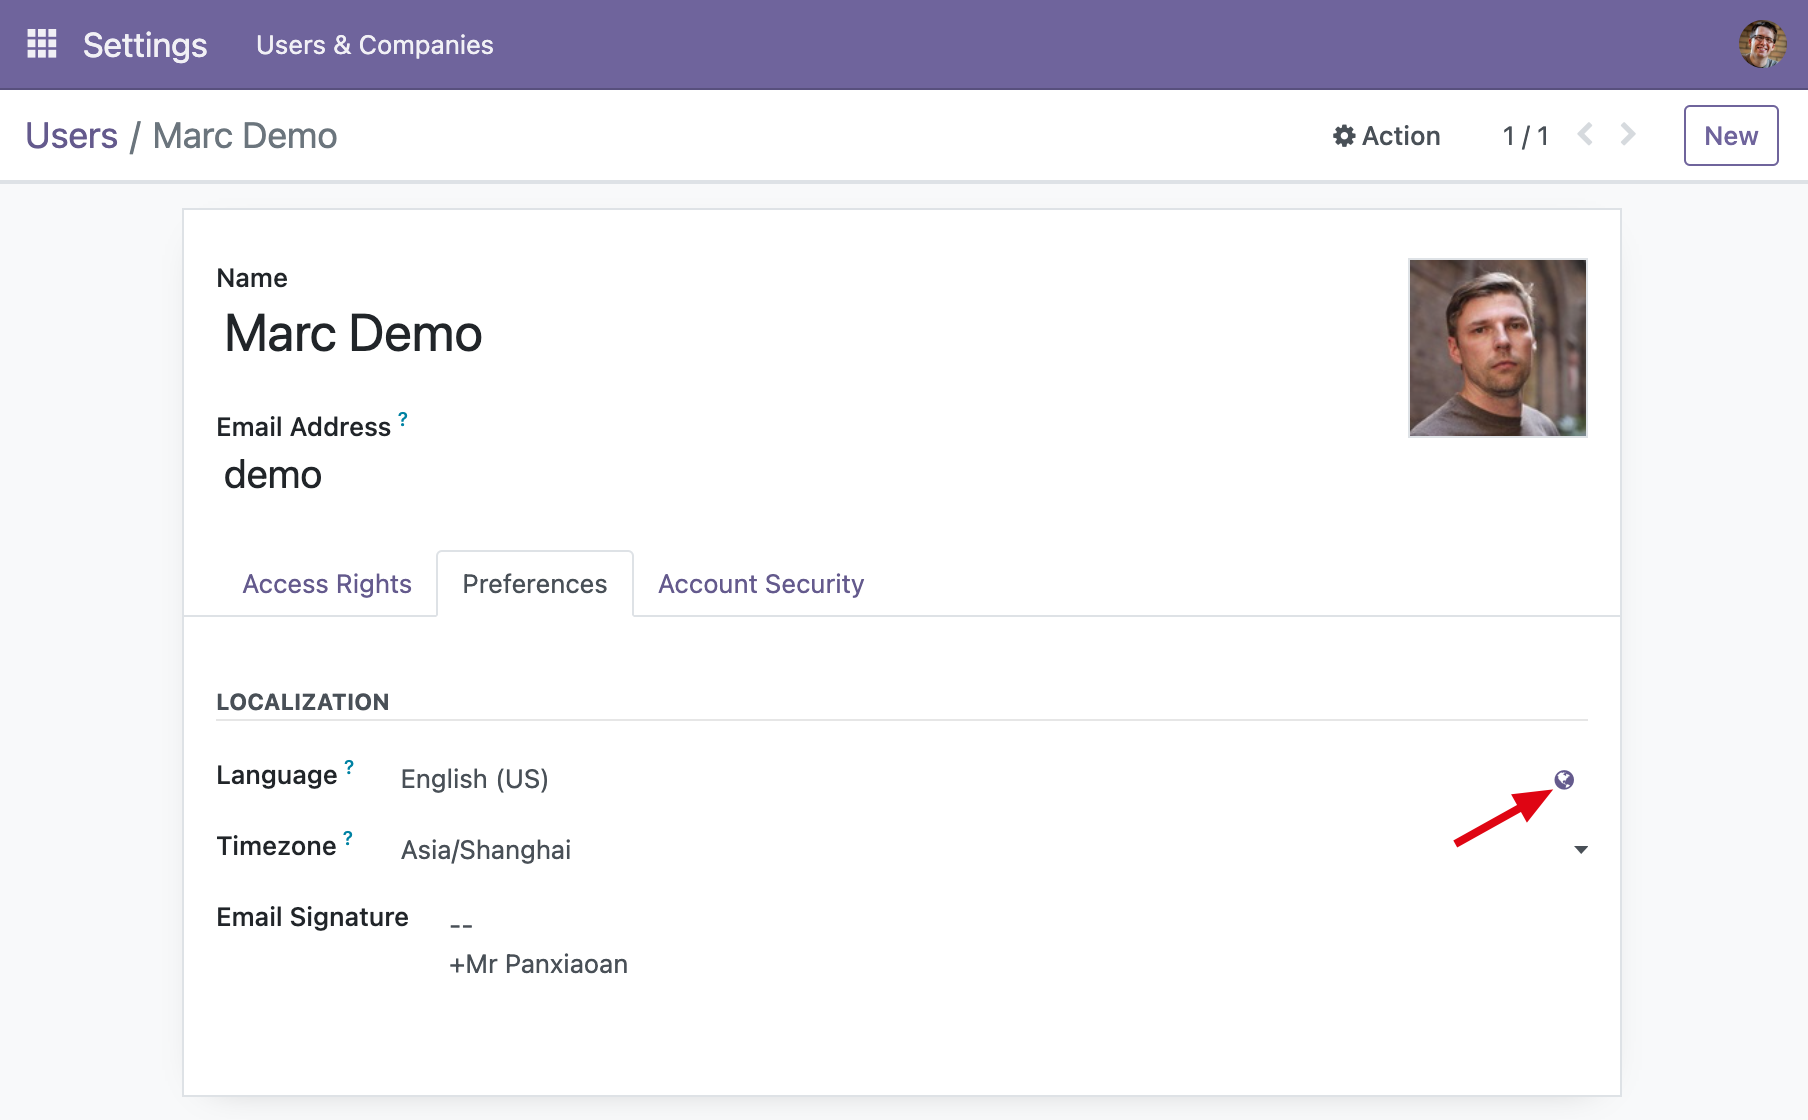 Settings Users & Companies
Users / Marc Demo Action 1 / 1 New
Name
Marc Demo
Email Address ?
demo
Access Rights Preferences Account Security
LOCALIZATION
Language ? English (US)
Timezone ? Asia/Shanghai
Email Signature --
+Mr Panxiaoan